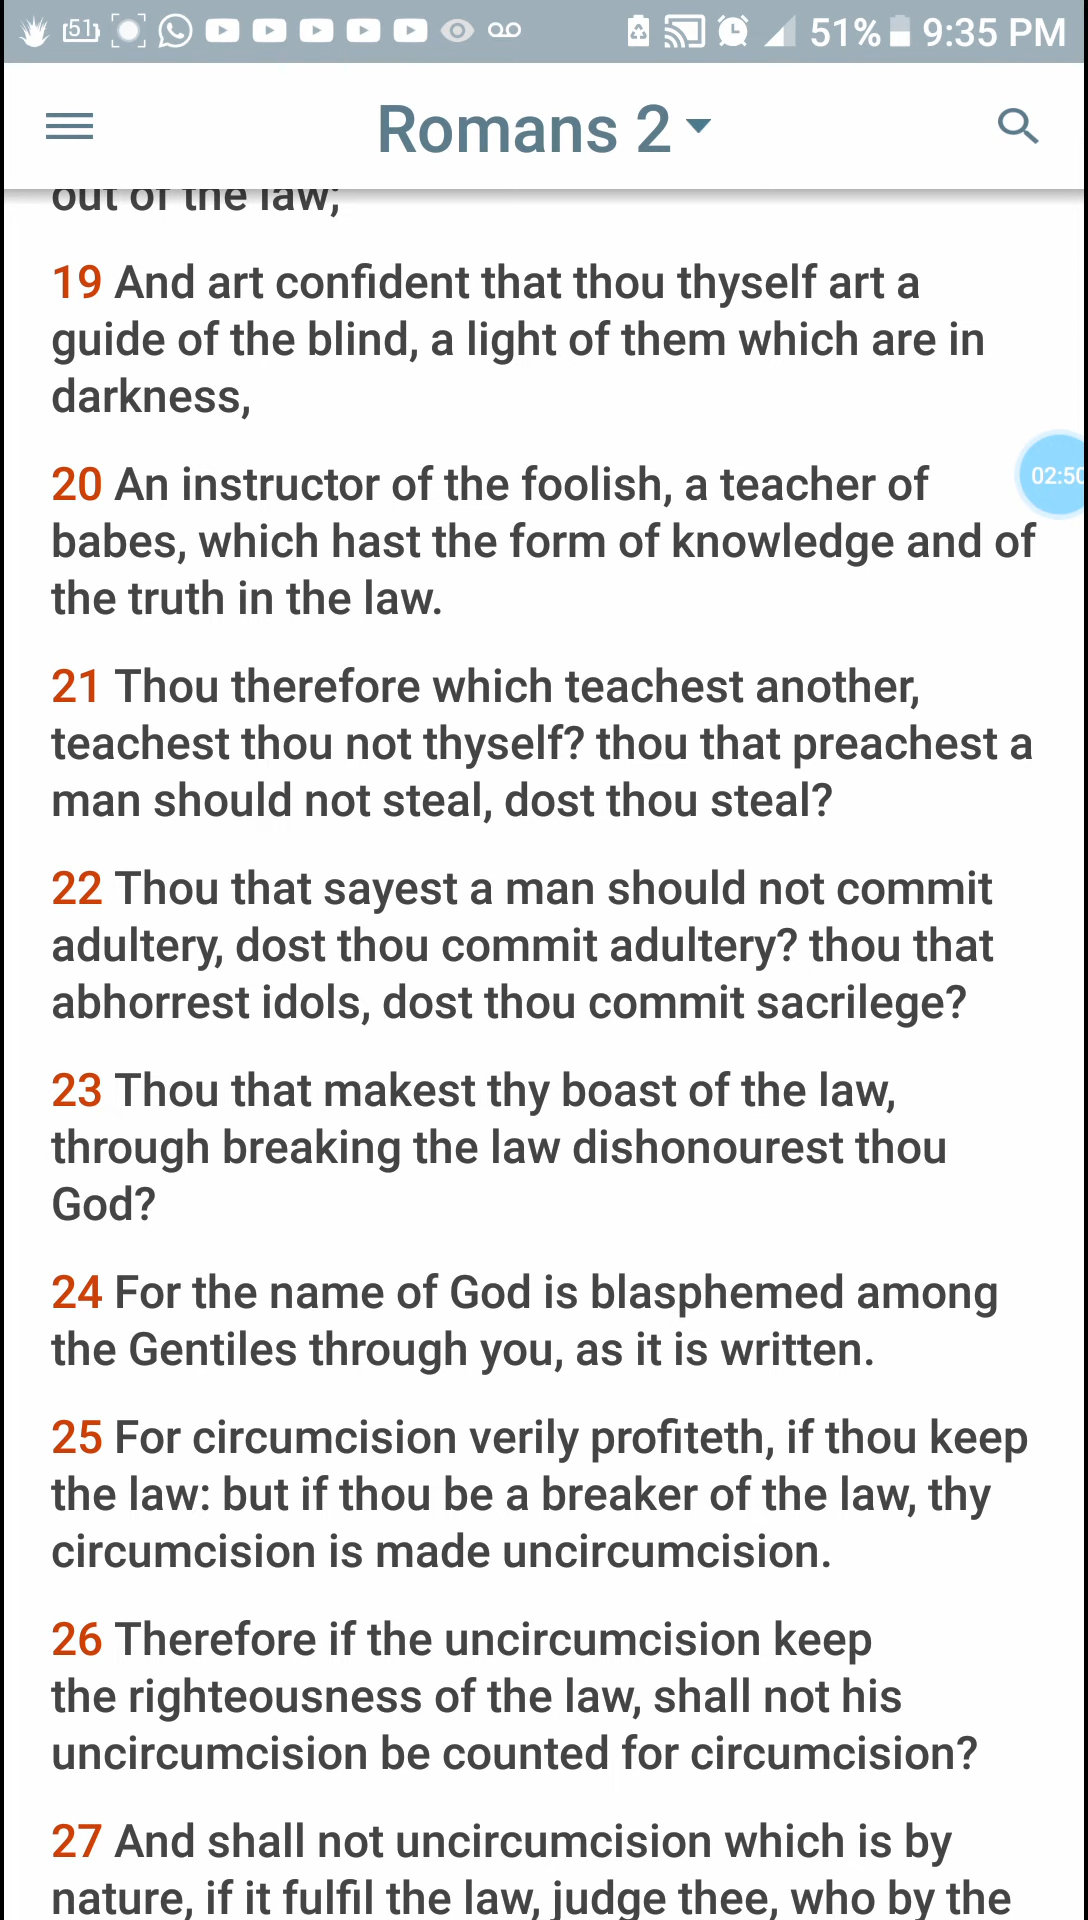 51
51% 9:35 PM
Romans 2
out of the law;
19 And art confident that thou thyself art a
guide of the blind, a light of them which are in
darkness,
02:50
20 An instructor of the foolish, a teacher of
babes, which hast the form of knowledge and of
the truth in the law.
21 Thou therefore which teachest another,
teachest thou not thyself? thou that preachest a
man should not steal, dost thou steal?
22 Thou that sayest a man should not commit
adultery, dost thou commit adultery? thou that
abhorrest idols, dost thou commit sacrilege?
23 Thou that makest thy boast of the law,
through breaking the law dishonourest thou
God?
24 For the name of God is blasphemed among
the Gentiles through you, as it is written.
25 For circumcision verily profiteth, if thou keep
the law: but if thou be a breaker of the law, thy
circumcision is made uncircumcision.
26 Therefore if the uncircumcision keep
the righteousness of the law, shall not his
uncircumcision be counted for circumcision?
27 And shall not uncircumcision which is by
nature, if it fulfil the law, judge thee, who by the